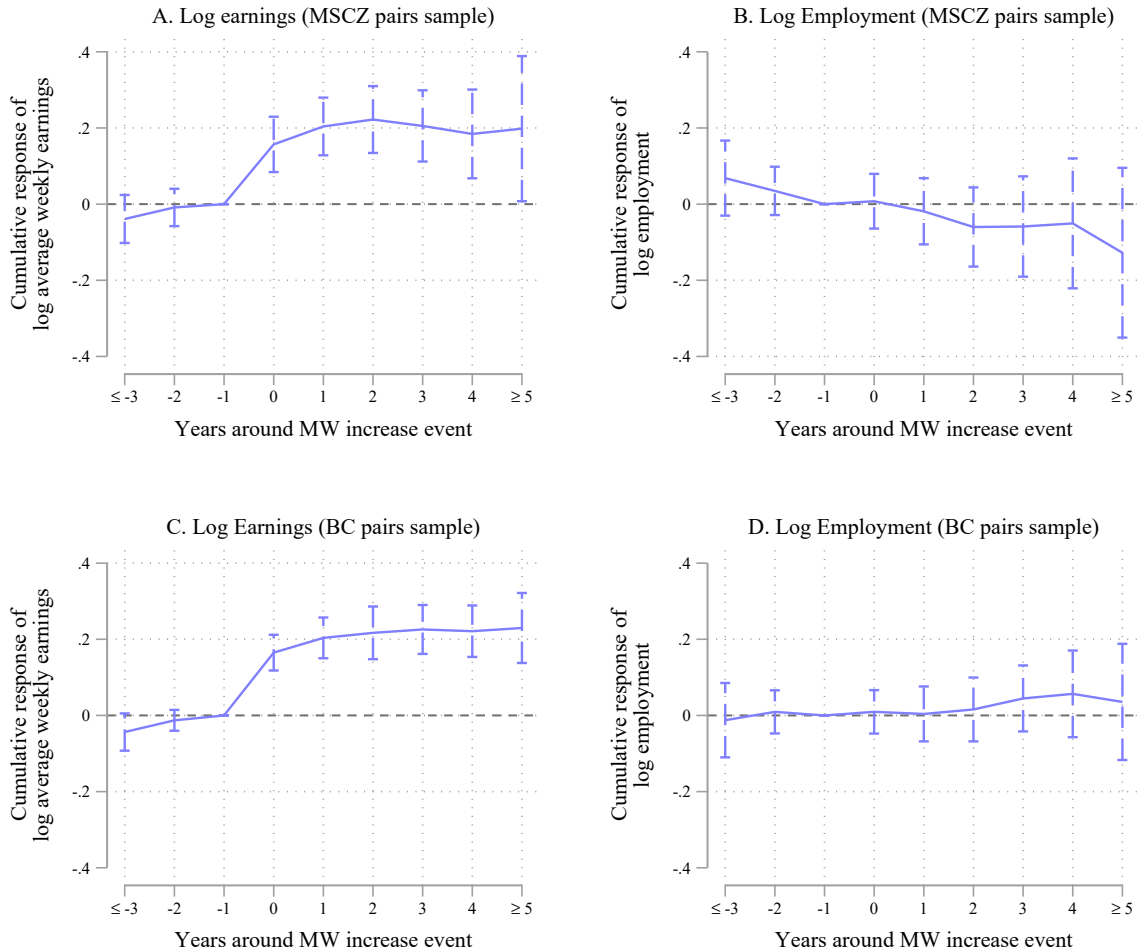 A. Log earnings (MSCZ pairs sample)
Cumulative response of
log average weekly earnings
.4
.2
0
-.2
-.4
≤ -3 -2 -1 0 1 2 3 4 ≥ 5
Years around MW increase event
B. Log Employment (MSCZ pairs sample)
Cumulative response of
log employment
.4
.2
0
-.2
-.4
≤ -3 -2 -1 0 1 2 3 4 ≥ 5
Years around MW increase event
C. Log Earnings (BC pairs sample)
Cumulative response of
log average weekly earnings
.4
.2
0
-.2
-.4
≤ -3 -2 -1 0 1 2 3 4 ≥ 5
Years around MW increase event
D. Log Employment (BC pairs sample)
Cumulative response of
log employment
.4
.2
0
-.2
-.4
≤ -3 -2 -1 0 1 2 3 4 ≥ 5
Years around MW increase event